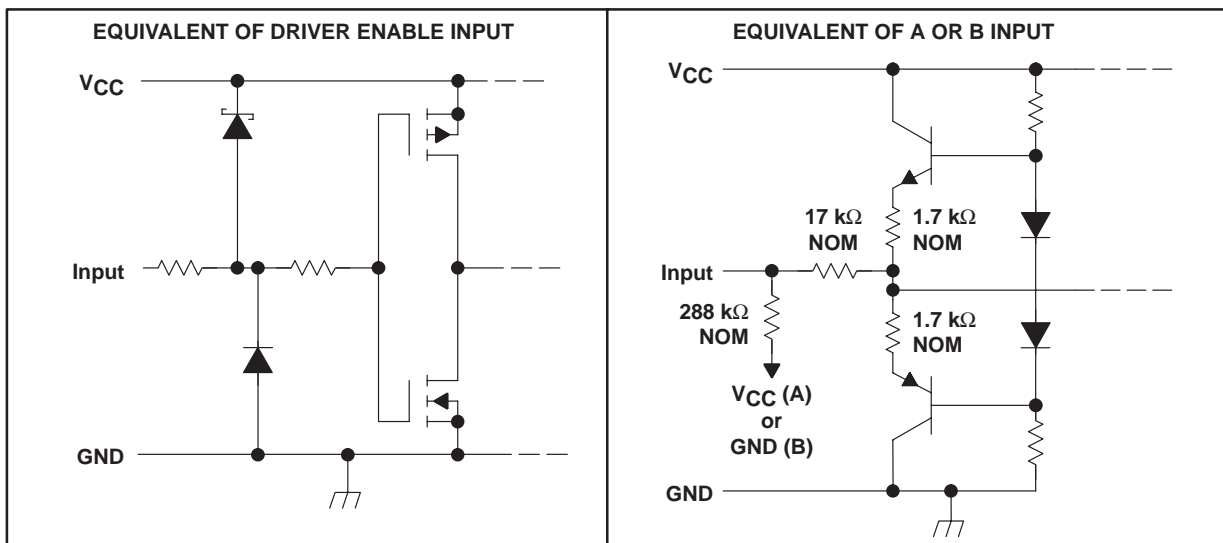 EQUIVALENT OF DRIVER ENABLE INPUT
VCC
Input
GND
EQUIVALENT OF A OR B INPUT
VCC
17 kΩ
NOM
1.7 kΩ
NOM
Input
288 kΩ
NOM
1.7 kΩ
NOM
VCC (A)
or
GND (B)
GND